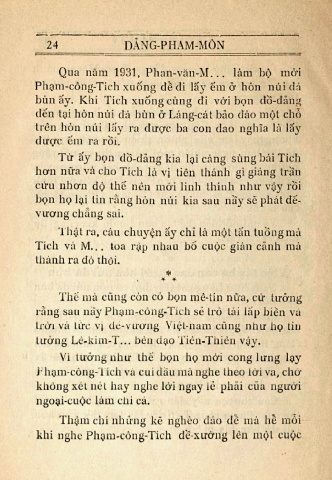 24 DẢNG-PHAM-MÔN
Qua năm 1931, Phan-văn-M... làm bộ mời
Phạm-công-Tích xuống đề đi lấy ếm ở hòn núi đá
bùn ấy. Khi Tích xuống cùng đi với bọn đồ-đảng
đến tại hòn núi đá bùn ở Láng-cát bảo đào một chỗ
trên hòn núi lấy ra được ba con dao nghĩa là lấy
được ếm ra rồi.
Từ ấy bọn đồ-đảng kia lại càng sùng bái Tích
hơn nữa và cho Tích là vị tiên thánh gì giáng trần
cứu nhơn độ thế nên mới linh thính như vậy rồi
bọn họ lại tin rằng hòn núi kia sau nầy sẽ phát đế-
vương chẳng sai.
Thật ra, câu chuyện ấy chỉ là một tấn tuồng mà
Tích và M... toa rập nhau bố cuộc giàn cảnh mà
thành ra đó thôi.
***
Thế mà cũng còn có bọn mê-tín nữa, cứ tưởng
rằng sau nầy Phạm-công-Tích sẽ trỏ tài lấp biển vá
trời và tức vị đế-vương Việt-nam cũng như họ tin
tưởng Lê-kim-T... bên đạo Tiên-Thiên vậy.
Vì tưởng như thế bọn họ mới cong lưng lạy
Phạm-công-Tích và cuí đầu mà nghe theo lời va, chớ
không xét nét hay nghe lời ngay lẽ phải của người
ngoại-cuộc làm chi cả.
Thậm chí những kẽ nghèo đáo đề mà hễ mỗi
khi nghe Phạm-công-Tích đề-xướng lên một cuộc